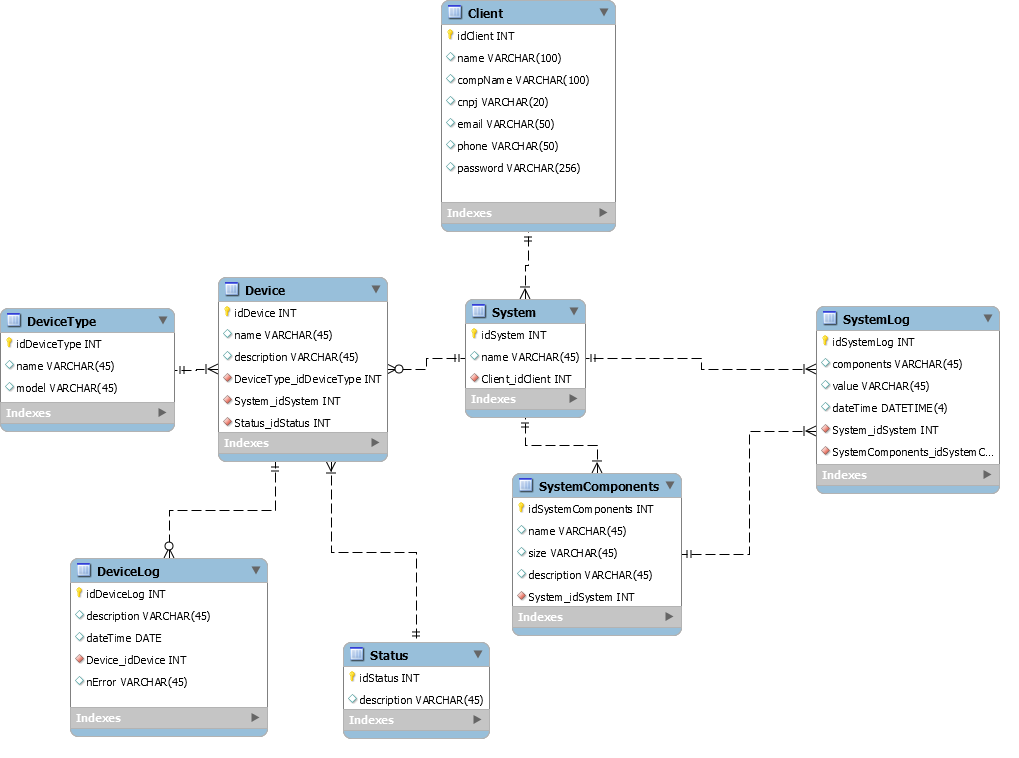 Client
idClient INT
name VARCHAR(100)
compName VARCHAR(100)
cnpj VARCHAR(20)
email VARCHAR(50)
phone VARCHAR(50)
password VARCHAR(256)
Indexes
DeviceType
idDeviceType INT
name VARCHAR(45)
model VARCHAR(45)
Indexes
Device
idDevice INT
name VARCHAR(45)
description VARCHAR(45)
DeviceType_idDeviceType INT
System_idSystem INT
Status_idStatus INT
Indexes
System
idSystem INT
name VARCHAR(45)
Client_idClient INT
Indexes
SystemLog
idSystemLog INT
components VARCHAR(45)
value VARCHAR(45)
dateTime DATETIME(4)
System_idSystem INT
SystemComponents_idSystemC...
Indexes
SystemComponents
idSystemComponents INT
name VARCHAR(45)
size VARCHAR(45)
description VARCHAR(45)
System_idSystem INT
Indexes
DeviceLog
idDeviceLog INT
description VARCHAR(45)
dateTime DATE
Device_idDevice INT
nError VARCHAR(45)
Indexes
Status
idStatus INT
description VARCHAR(45)
Indexes